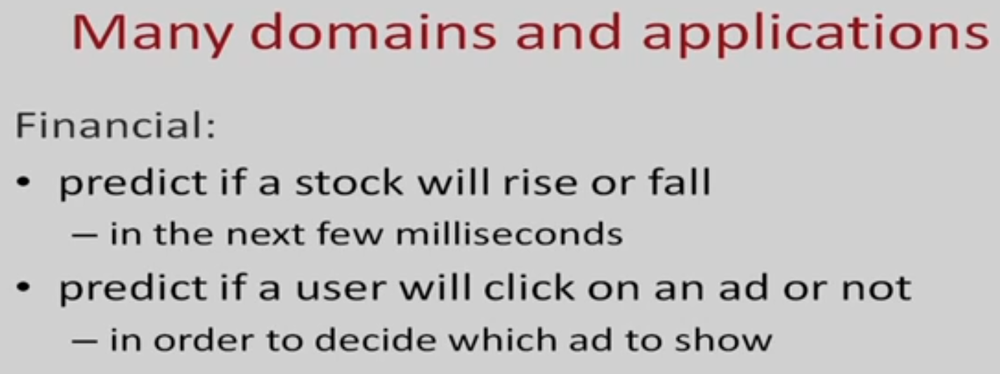 Many domains and applications
Financial:
• predict if a stock will rise or fall
– in the next few milliseconds
• predict if a user will click on an ad or not
– in order to decide which ad to show